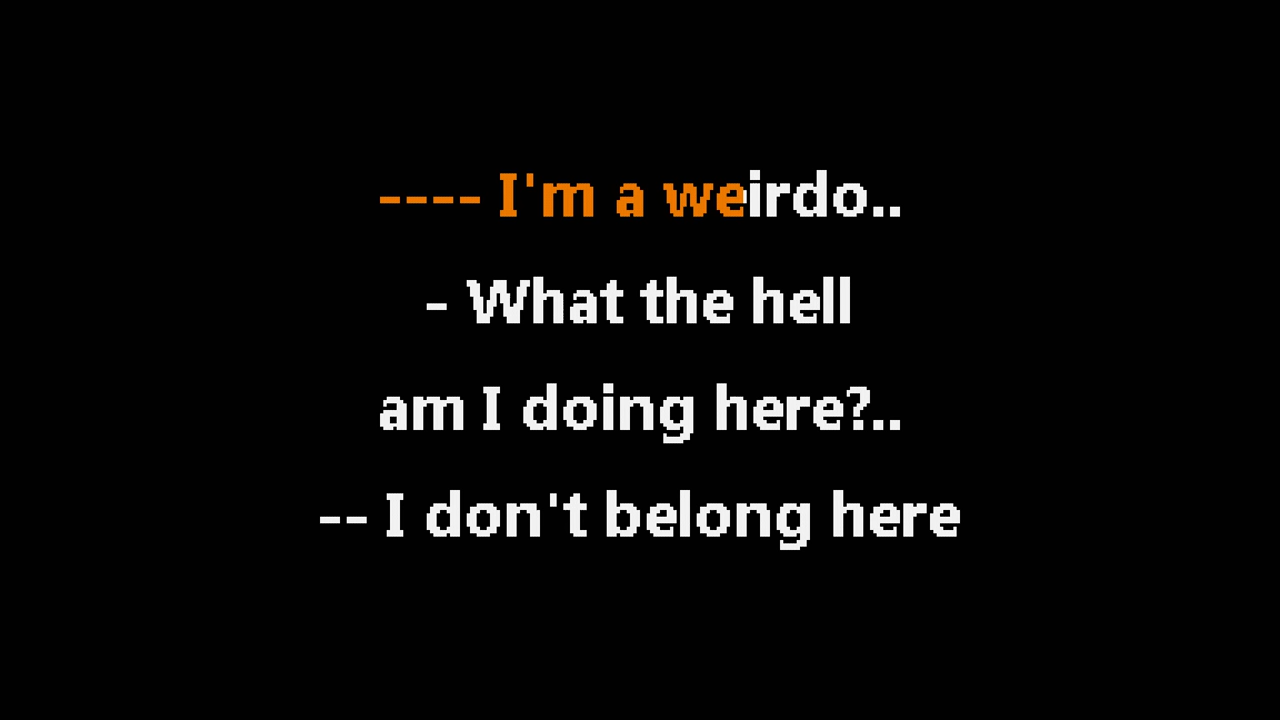 ---- I'm a weirdo..
- What the hell
am I doing here?..
-- I don't belong here